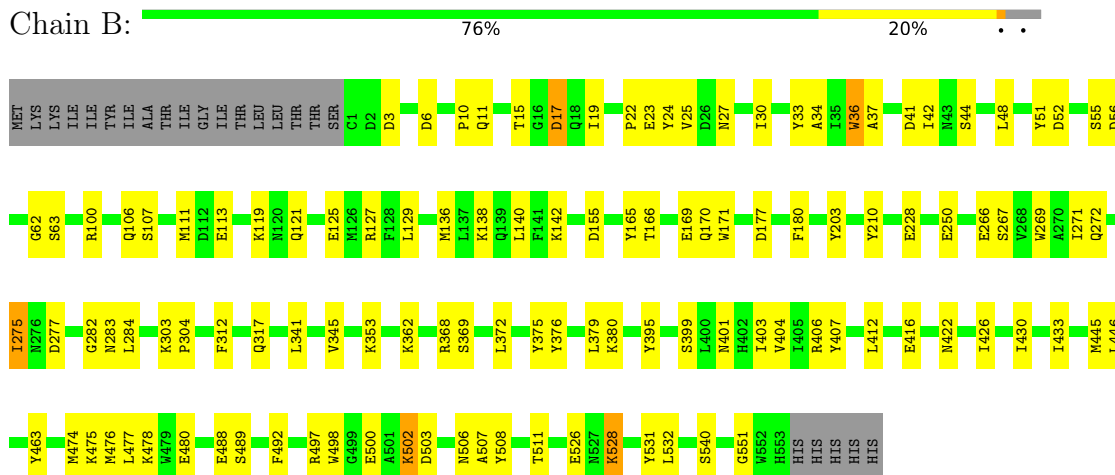 Chain B:
76% 20% • •
MET LYS LYS ILE ILE TYR ILE ALA THR ILE GLY ILE THR LEU LEU THR THR SER C1 D2 D3 D6 P10 Q11 T15 G16 D17 Q18 I19 P22 E23 Y24 V25 D26 N27 I30 Y33 A34 I35 W36 A37 D41 I42 N43 S44 L48 Y51 D52 S55 D56
G62 S63 R100 Q106 S107 M111 D112 E113 K119 N120 Q121 E125 M126 R127 F128 L129 M136 L137 K138 Q139 L140 F141 K142 D155 Y165 T166 E169 Q170 W171 D177 F180 Y203 Y210 E228 E250 E266 S267 V268 W269 A270 I271 Q272
I275 N276 D277 G282 N283 L284 K303 P304 F312 Q317 L341 V345 K353 K362 R368 S369 L372 Y375 Y376 L379 K380 Y395 S399 L400 N401 H402 I403 V404 I405 R406 Y407 L412 E416 N422 I426 I430 I433 M445 L446
Y463 M474 K475 M476 L477 K478 W479 E480 E488 S489 F492 R497 W498 G499 E500 A501 K502 D503 N506 A507 Y508 T511 E526 N527 K528 Y531 L532 S540 G551 W552 H553 HIS HIS HIS HIS HIS